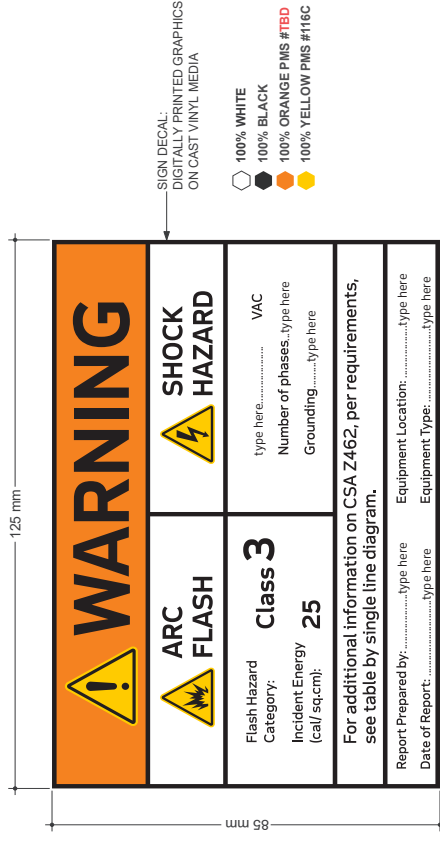 125 mm
85 mm
WARNING
ARC
FLASH
SHOCK
HAZARD
Flash Hazard
Category:
Class 3
Incident Energy
(cal/ sq.cm):
25
type here.................. VAC
Number of phases...type here
Grounding.........type here
For additional information on CSA Z462, per requirements,
see table by single line diagram.
Report Prepared by:................type here
Equipment Location: ...............type here
Date of Report: ......................type here
Equipment Type: ....................type here
SIGN DECAL:
DIGITALLY PRINTED GRAPHICS
ON CAST VINYL MEDIA
100% WHITE
100% BLACK
100% ORANGE PMS #TBD
100% YELLOW PMS #116C